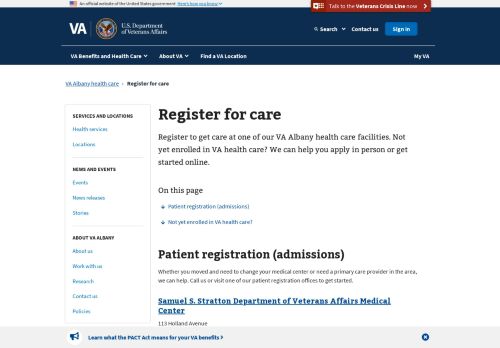 An official website of the United States government Here's how you know
Talk to the Veterans Crisis Line now
VA
U.S. Department
of Veterans Affairs
Search
Contact us
Sign in
VA Benefits and Health Care
About VA
Find a VA Location
My VA
VA Albany health care
Register for care
SERVICES AND LOCATIONS
Health services
Locations
NEWS AND EVENTS
Events
News releases
Stories
ABOUT VA ALBANY
About us
Work with us
Research
Contact us
Policies
Register for care
Register to get care at one of our VA Albany health care facilities. Not
yet enrolled in VA health care? We can help you apply in person or get
started online.
On this page
Patient registration (admissions)
Not yet enrolled in VA health care?
Patient registration (admissions)
Whether you moved and need to change your medical center or need a primary care provider in the area,
we can help. Call us or visit one of our patient registration offices to get started.
Samuel S. Stratton Department of Veterans Affairs Medical
Center
113 Holland Avenue
Learn what the PACT Act means for your VA benefits